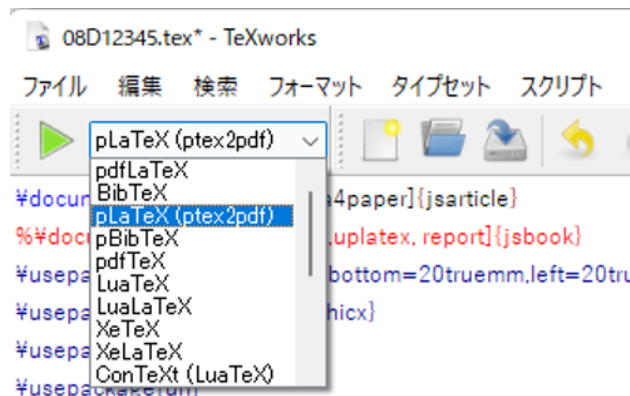 08D12345.tex* - TeXworks
ファイル 編集 検索 フォーマット タイプセット スクリプト
pLaTeX (ptex2pdf)
pdfLaTeX
BibTeX
pLaTeX (ptex2pdf)
pBibTeX
pdfTeX
LuaTeX
LuaLaTeX
XeTeX
XeLaTeX
ConTeXt (LuaTeX)
¥docum a4paper]{jsarticle}
%¥docu ,uplatex, report]{jsbook}
¥usepa bottom=20truemm,left=20tru
¥usepa hicx}
¥usepa
¥usepackage